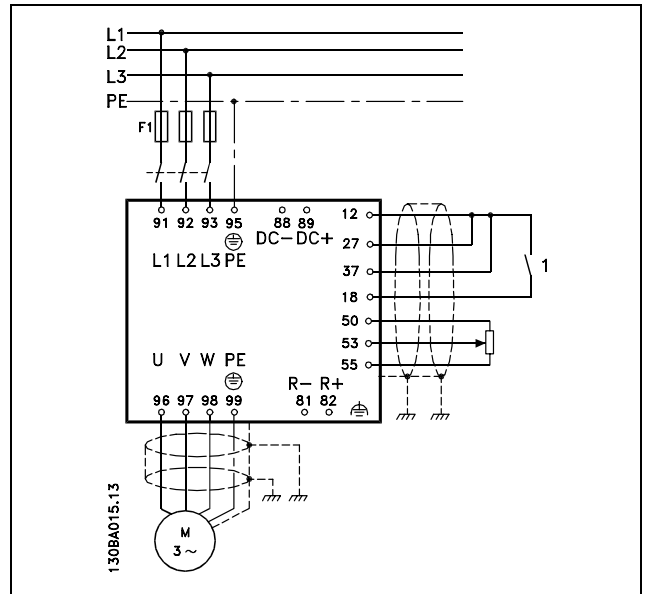 L1
L2
L3
PE
F1
91 92 93 95 88 89 12
DC- DC+
27
L1 L2 L3 PE
37
1
18
50
53
U V W PE
55
R- R+
96 97 98 99 81 82
M
3 ~
130BA015.13